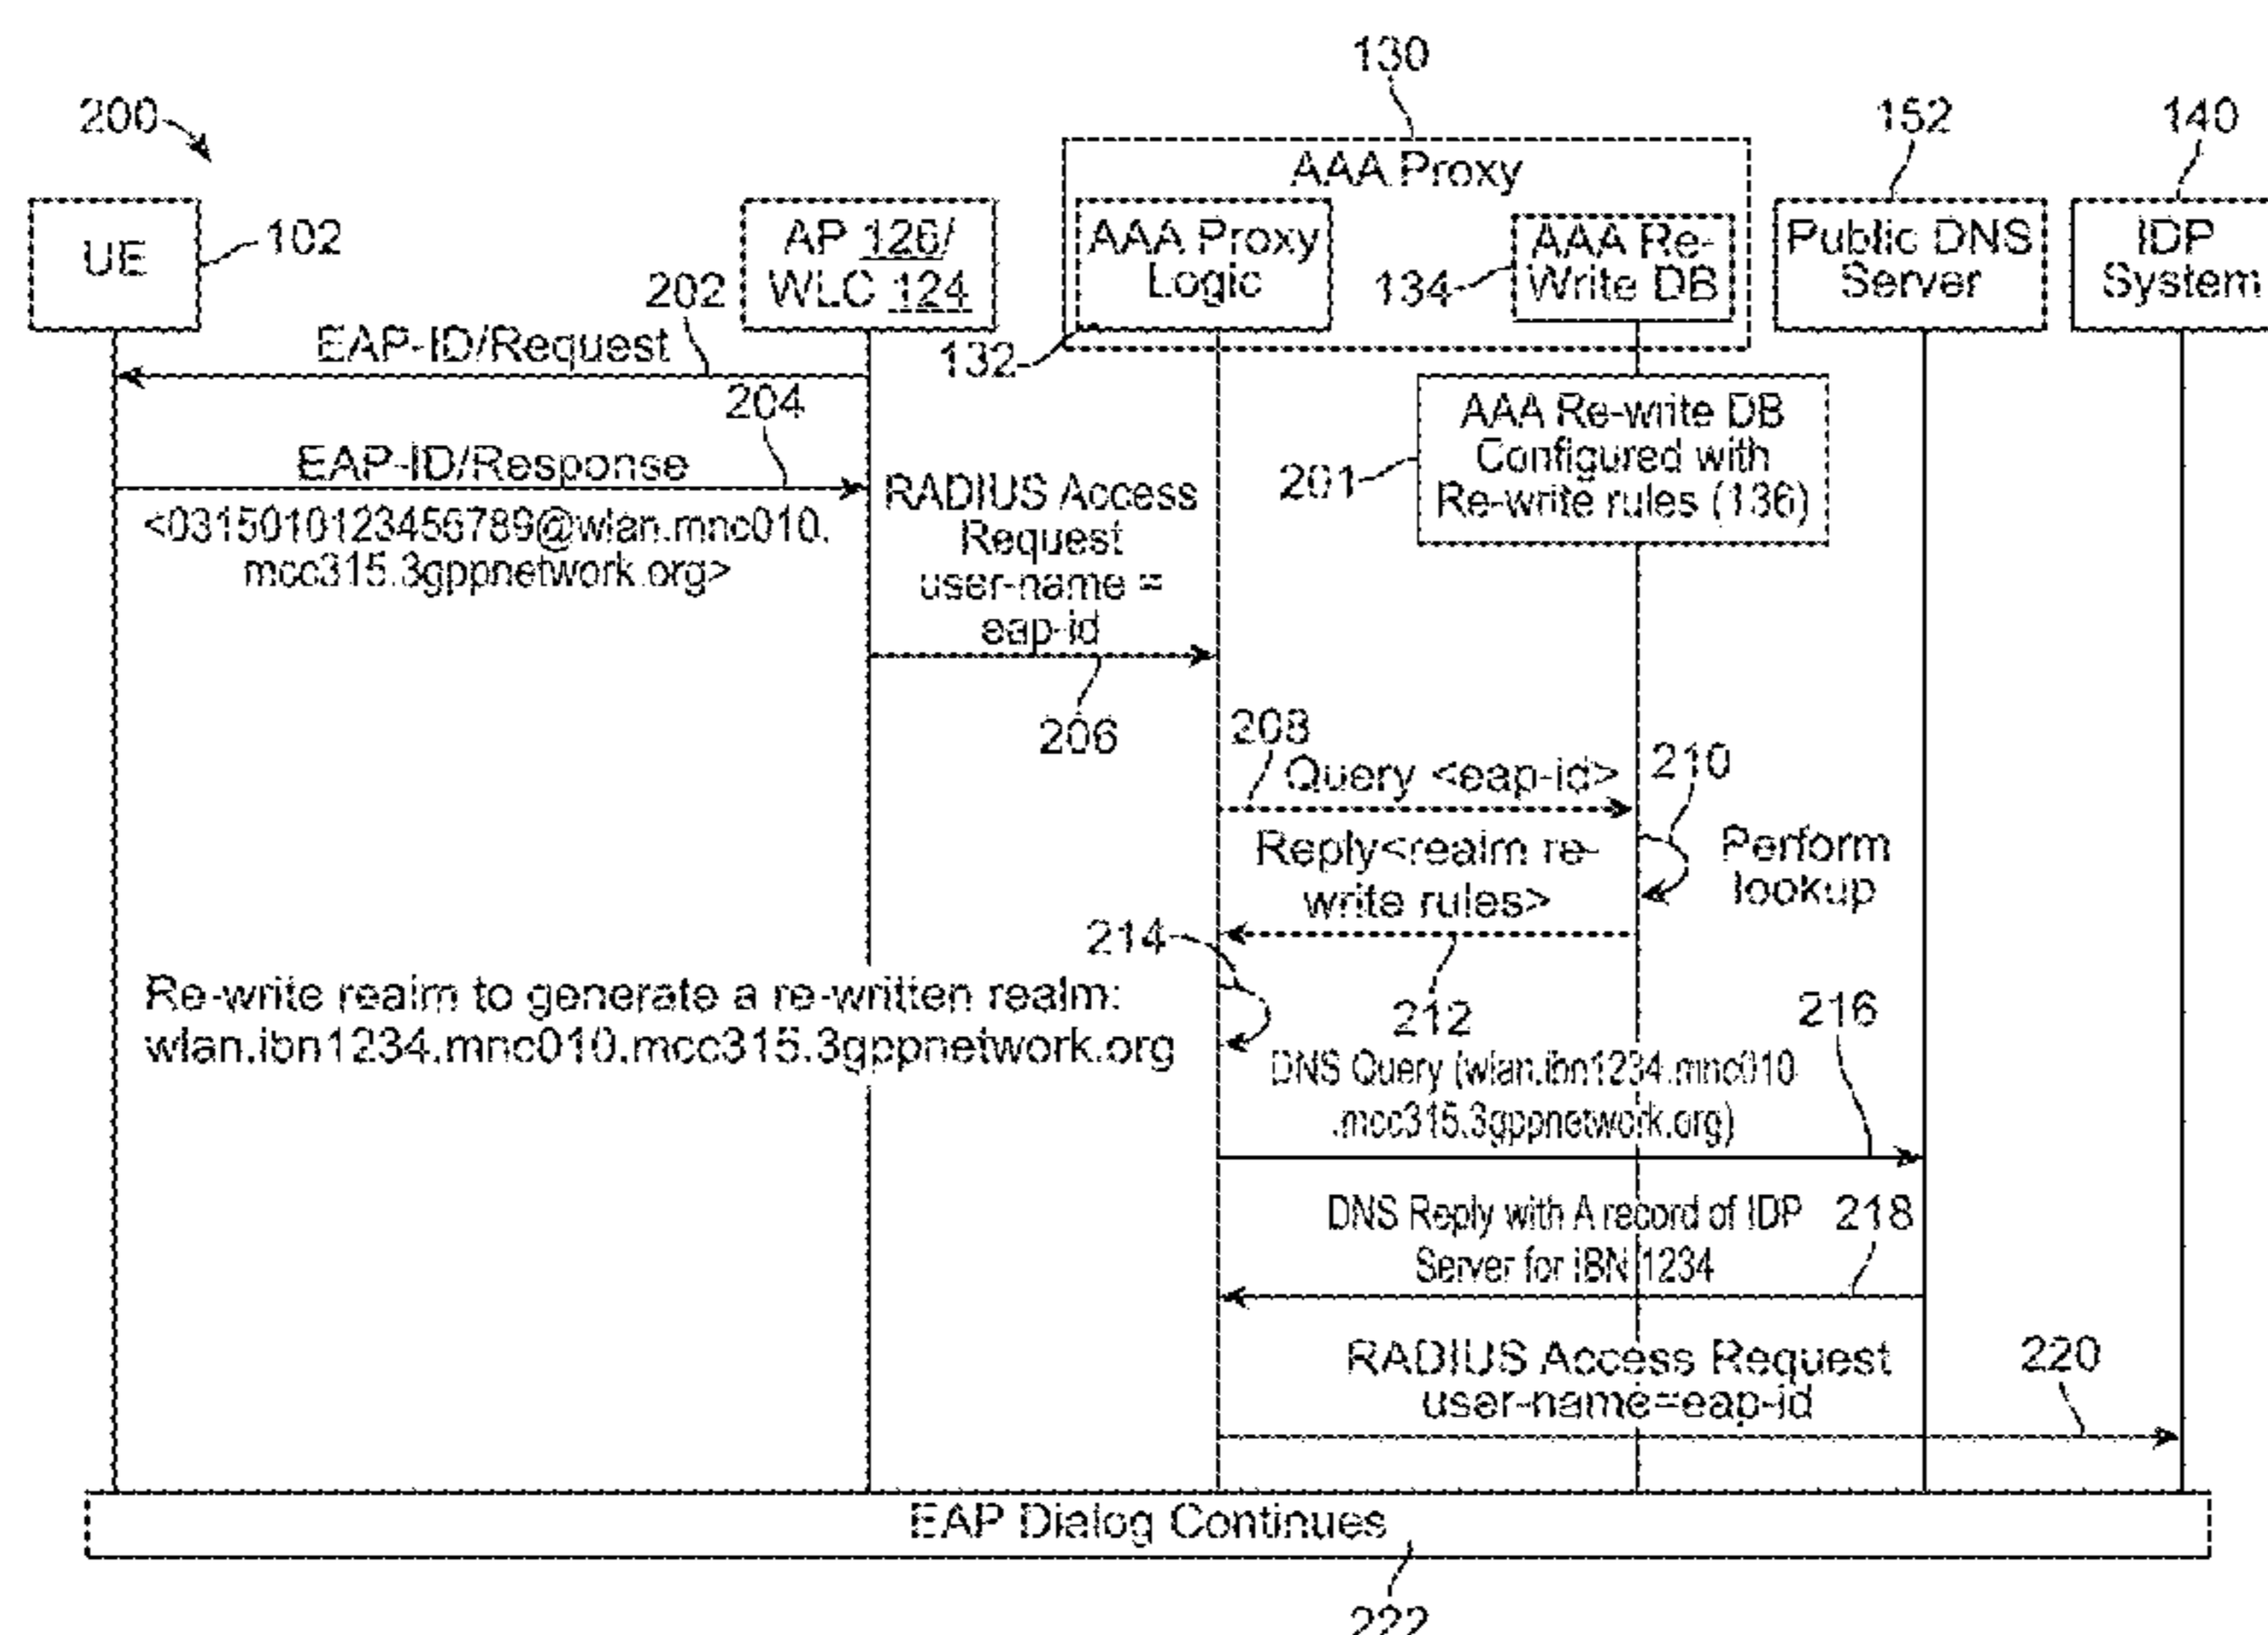 130
200
152
140
AAA Proxy
UE
102
AP 126/
WLC 124
AAA Proxy
Logic
134
AAA Re-
Write DB
Public DNS
Server
IDP
System
202
EAP-ID/Request
132
204
AAA Re-write DB
Configured with
Re-write rules (136)
201
EAP-ID/Response
<0315010123456789@wlan.mnc010.
mcc315.3gppnetwork.org>
RADIUS Access
Request
user-name =
eap-id
206
208
Query <eap-id>
210
Reply<realm re-
write rules>
Perform
lookup
214
212
Re-write realm to generate a re-written realm:
wlan.ibn1234.mnc010.mcc315.3gppnetwork.org
216
DNS Query (wlan.ibn1234.mnc010
.mcc315.3gppnetwork.org)
DNS Reply with A record of IDP
Server for IBN 1234
218
RADIUS Access Request
user-name=eap-id
220
EAP Dialog Continues
222